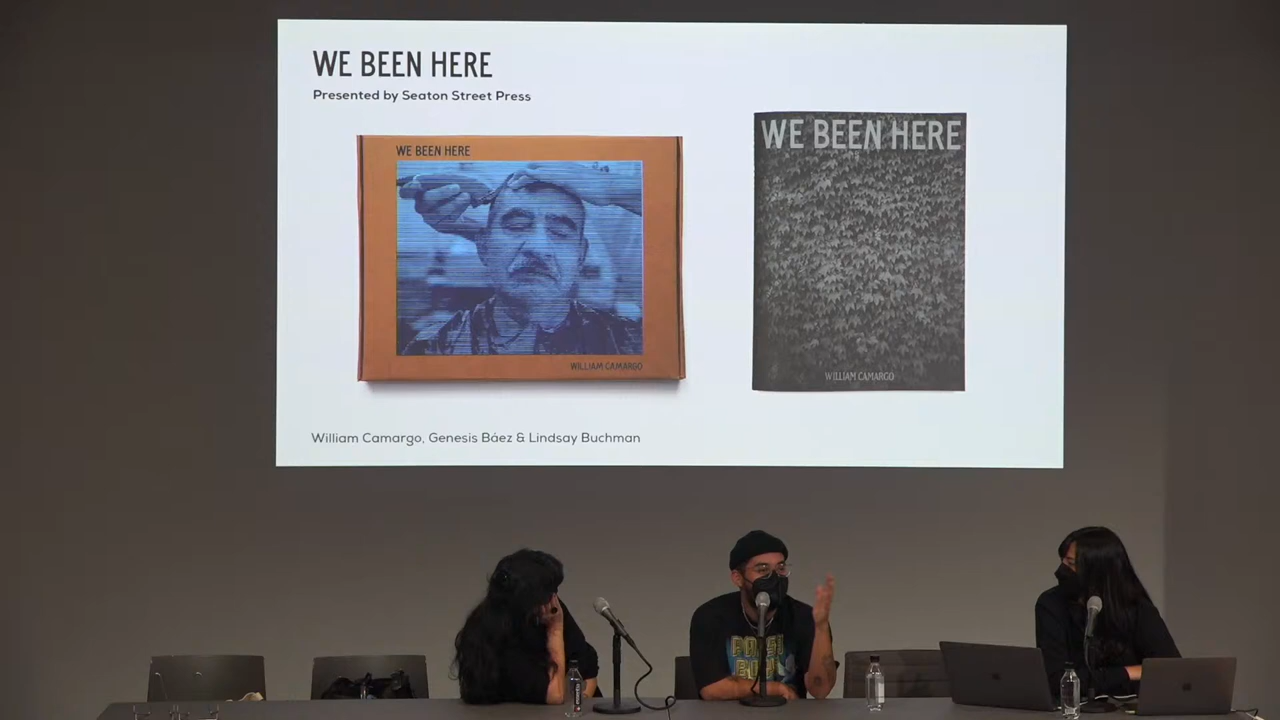 WE BEEN HERE
Presented by Seaton Street Press
WE BEEN HERE
WILLIAM CAMARGO
WE BEEN HERE
WILLIAM CAMARGO
William Camargo, Genesis Báez & Lindsay Buchman